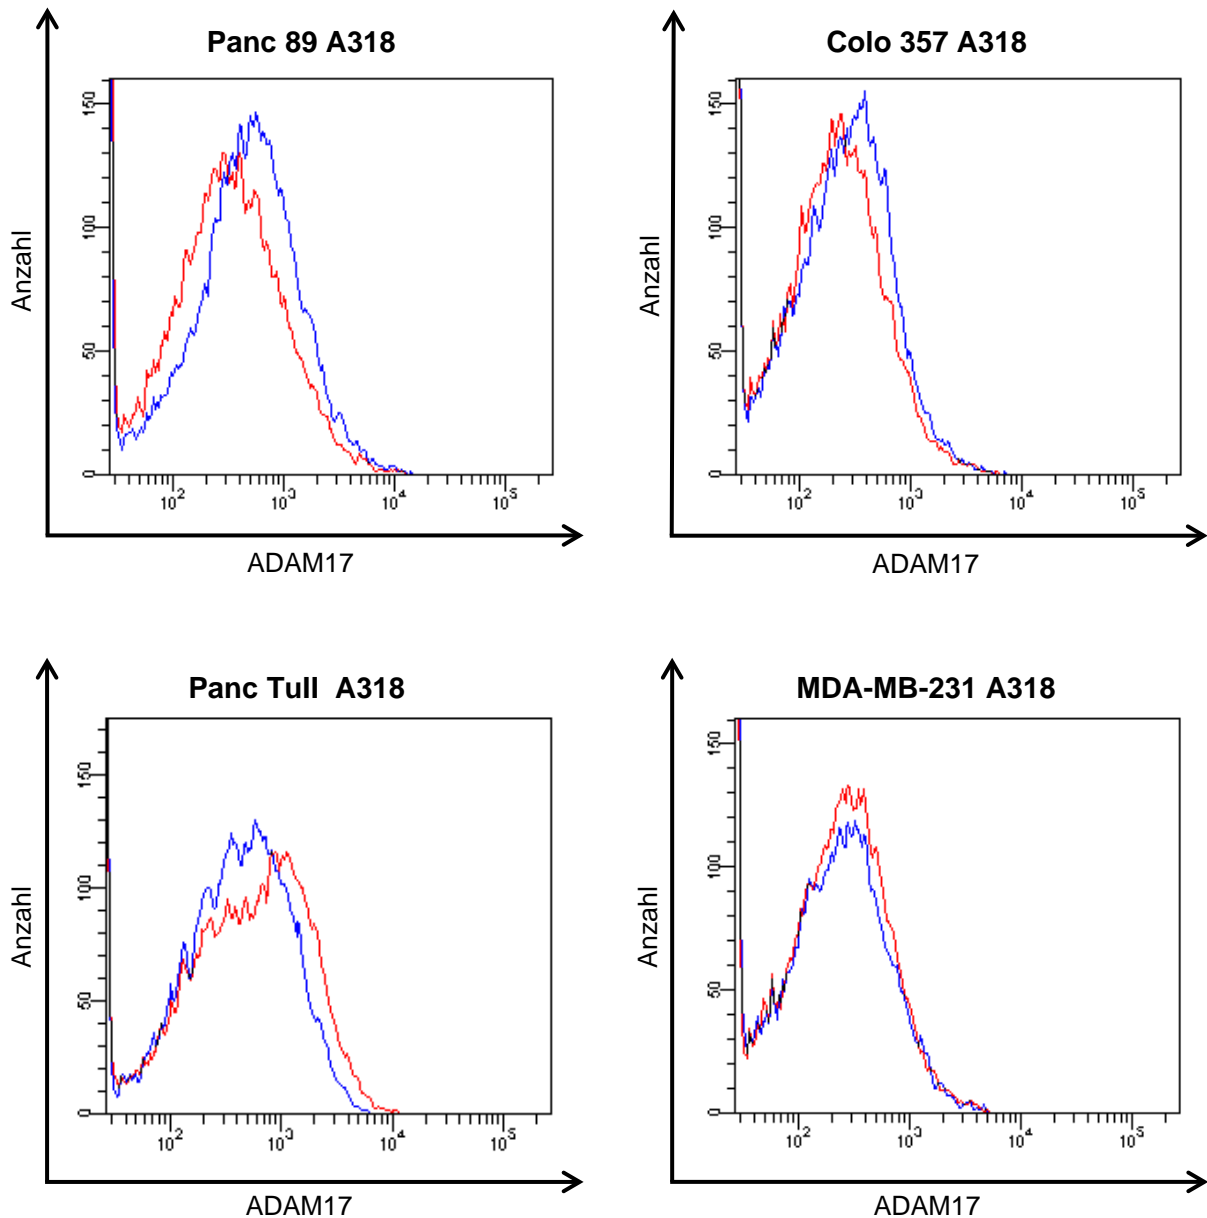 Panc 89 A318
Anzahl
0 50 100 150
10² 10³ 10⁴ 10⁵
ADAM17
Colo 357 A318
Anzahl
0 50 100 150
10² 10³ 10⁴ 10⁵
ADAM17
Panc TuII A318
Anzahl
0 50 100 150
10² 10³ 10⁴ 10⁵
ADAM17
MDA-MB-231 A318
Anzahl
0 50 100 150
10² 10³ 10⁴ 10⁵
ADAM17